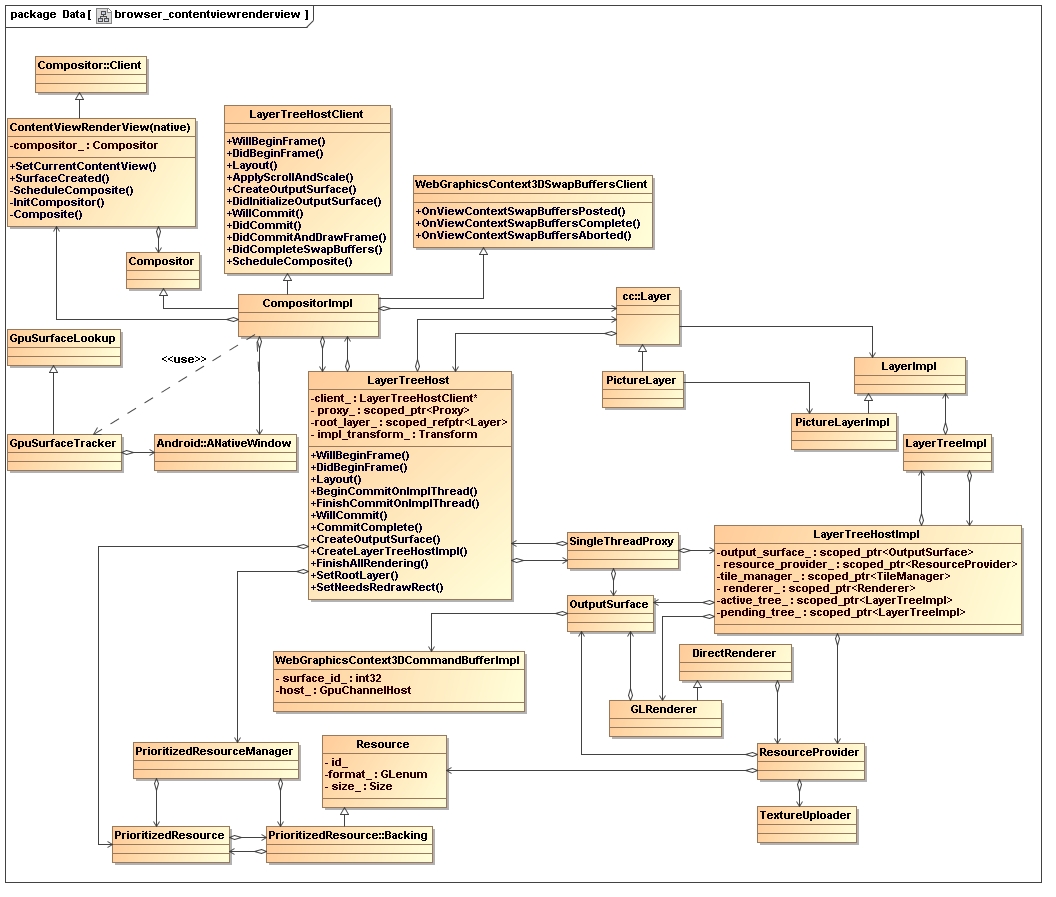 package Data[ browser_contentviewrenderview ]
Compositor::Client
ContentViewRenderView(native)
-compositor_ : Compositor
+SetCurrentContentView()
+SurfaceCreated()
-ScheduleComposite()
-InitCompositor()
-Composite()
LayerTreeHostClient
+WillBeginFrame()
+DidBeginFrame()
+Layout()
+ApplyScrollAndScale()
+CreateOutputSurface()
+DidInitializeOutputSurface()
+WillCommit()
+DidCommit()
+DidCommitAndDrawFrame()
+DidCompleteSwapBuffers()
+ScheduleComposite()
WebGraphicsContext3DSwapBuffersClient
+OnViewContextSwapBuffersPosted()
+OnViewContextSwapBuffersComplete()
+OnViewContextSwapBuffersAborted()
Compositor
CompositorImpl
cc::Layer
GpuSurfaceLookup
<<use>>
LayerImpl
PictureLayer
LayerTreeHost
-client_ : LayerTreeHostClient*
- proxy_ : scoped_ptr<Proxy>
-root_layer_ : scoped_refptr<Layer>
- impl_transform_ : Transform
+WillBeginFrame()
+DidBeginFrame()
+Layout()
+BeginCommitOnImplThread()
+FinishCommitOnImplThread()
+WillCommit()
+CommitComplete()
+CreateOutputSurface()
+CreateLayerTreeHostImpl()
+FinishAllRendering()
+SetRootLayer()
+SetNeedsRedrawRect()
PictureLayerImpl
GpuSurfaceTracker
Android::ANativeWindow
LayerTreeImpl
SingleThreadProxy
LayerTreeHostImpl
-output_surface_ : scoped_ptr<OutputSurface>
- resource_provider_ : scoped_ptr<ResourceProvider>
-tile_manager_ : scoped_ptr<TileManager>
- renderer_ : scoped_ptr<Renderer>
-active_tree_ : scoped_ptr<LayerTreeImpl>
-pending_tree_ : scoped_ptr<LayerTreeImpl>
OutputSurface
WebGraphicsContext3DCommandBufferImpl
- surface_id_ : int32
-host_ : GpuChannelHost
DirectRenderer
GLRenderer
PrioritizedResourceManager
Resource
- id_
-format_ : GLenum
- size_ : Size
ResourceProvider
TextureUploader
PrioritizedResource
PrioritizedResource::Backing